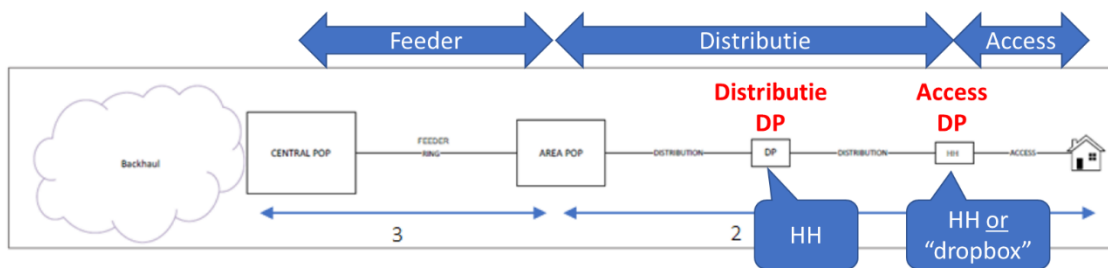 Feeder
Distributie
Access
Distributie
DP
Access
DP
Backhaul
CENTRAL POP
FEEDER
RING
AREA POP
DISTRIBUTION
DP
DISTRIBUTION
HH
ACCESS
3
2
HH
HH or
“dropbox”